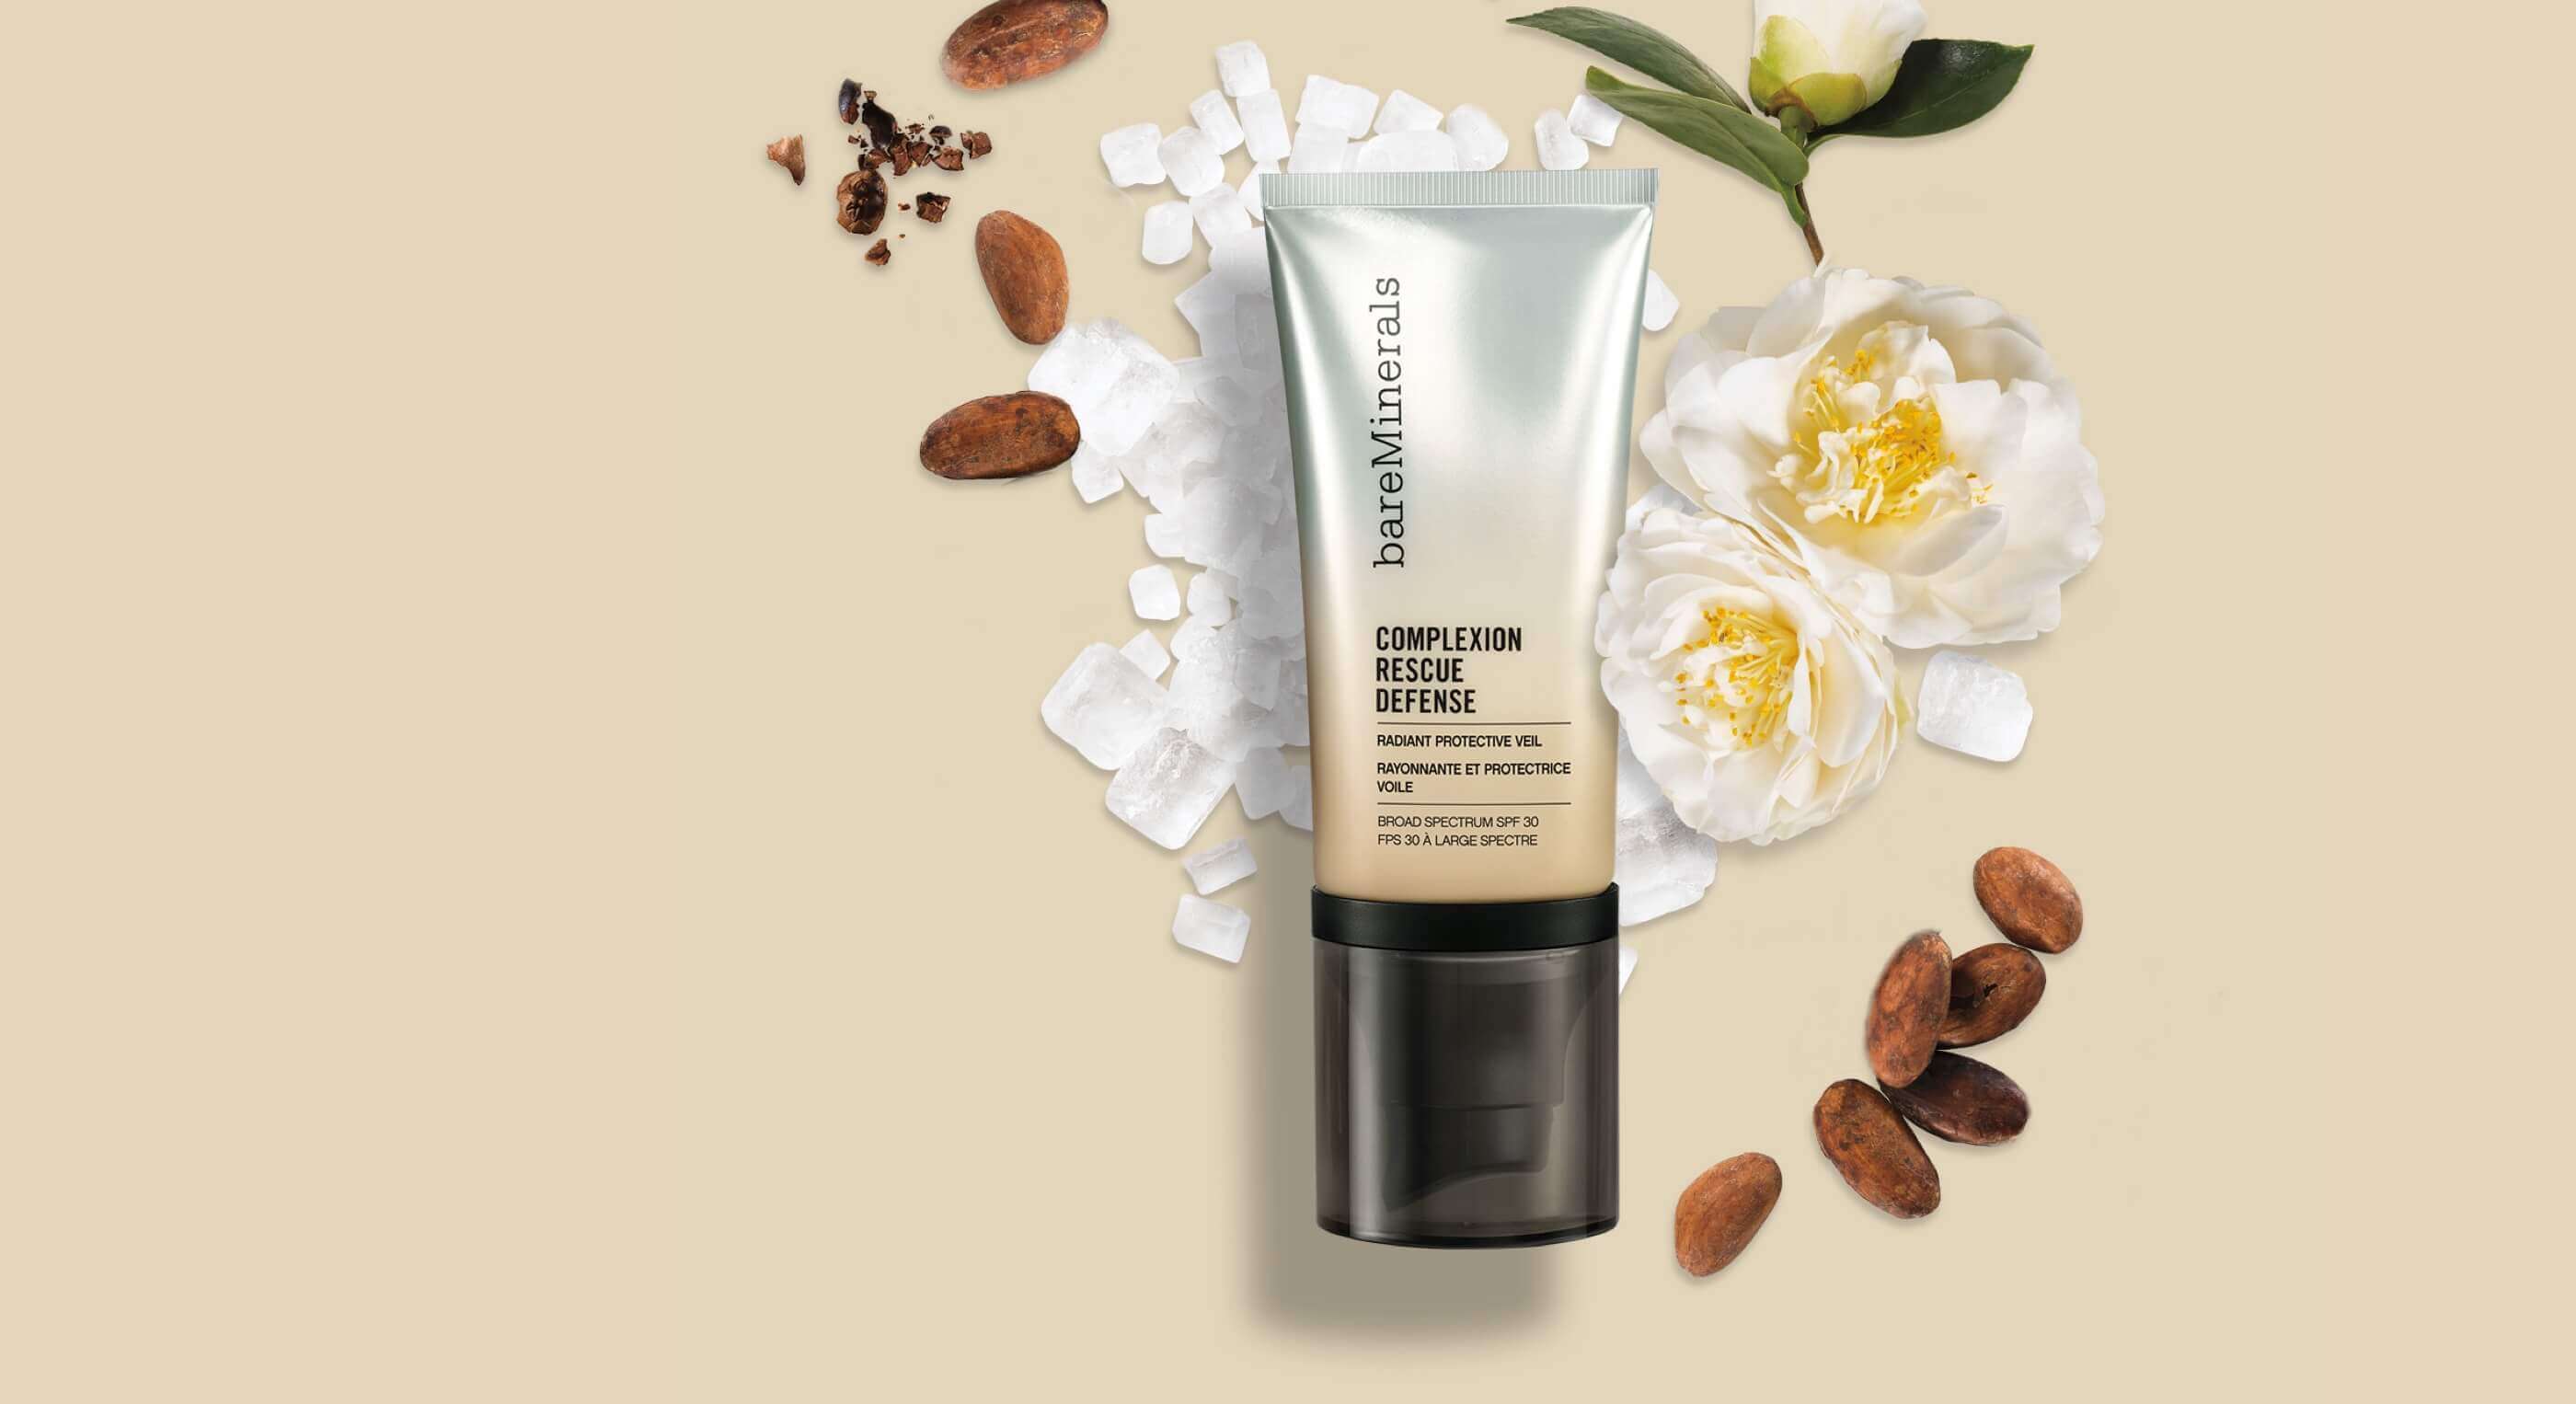 bareMinerals
COMPLEXION
RESCUE
DEFENSE
RADIANT PROTECTIVE VEIL
RAYONNANTE ET PROTECTRICE
VOILE
BROAD SPECTRUM SPF 30
FPS 30 À LARGE SPECTRE